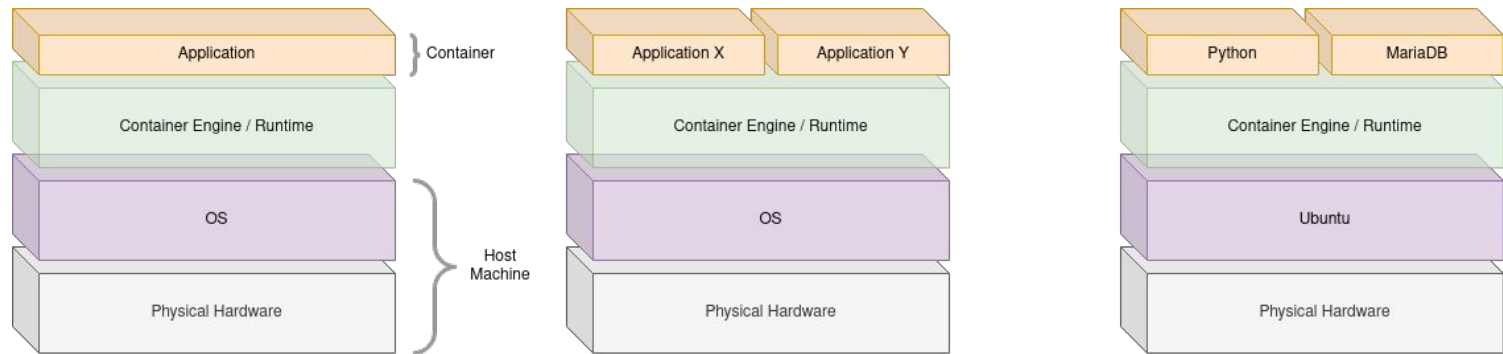 Application
Container
Container Engine / Runtime
OS
Host
Machine
Physical Hardware
Application X
Application Y
Container Engine / Runtime
OS
Physical Hardware
Python
MariaDB
Container Engine / Runtime
Ubuntu
Physical Hardware